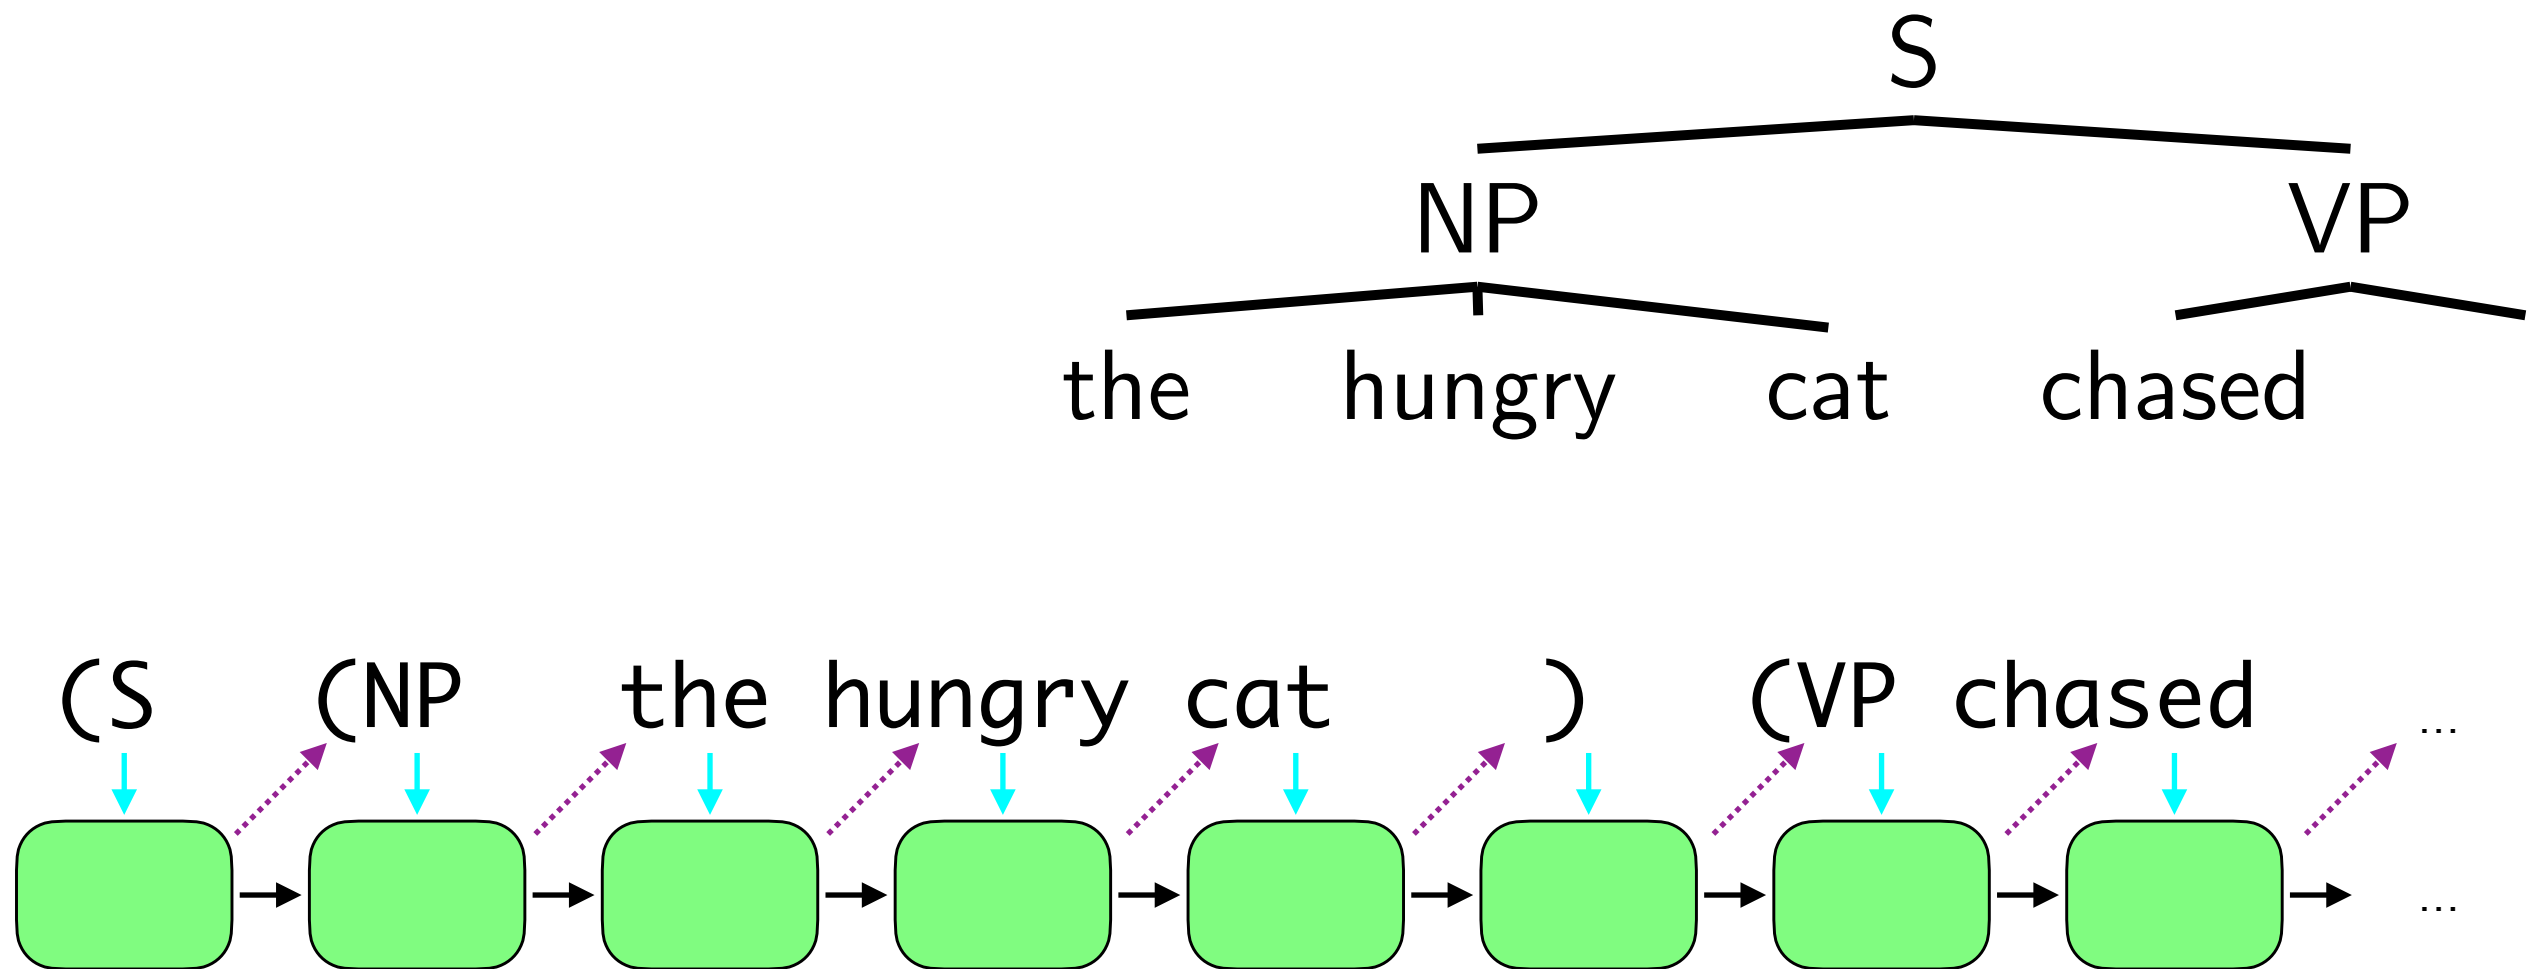 S
NP VP
the hungry cat chased
(S (NP the hungry cat ) (VP chased ...
...